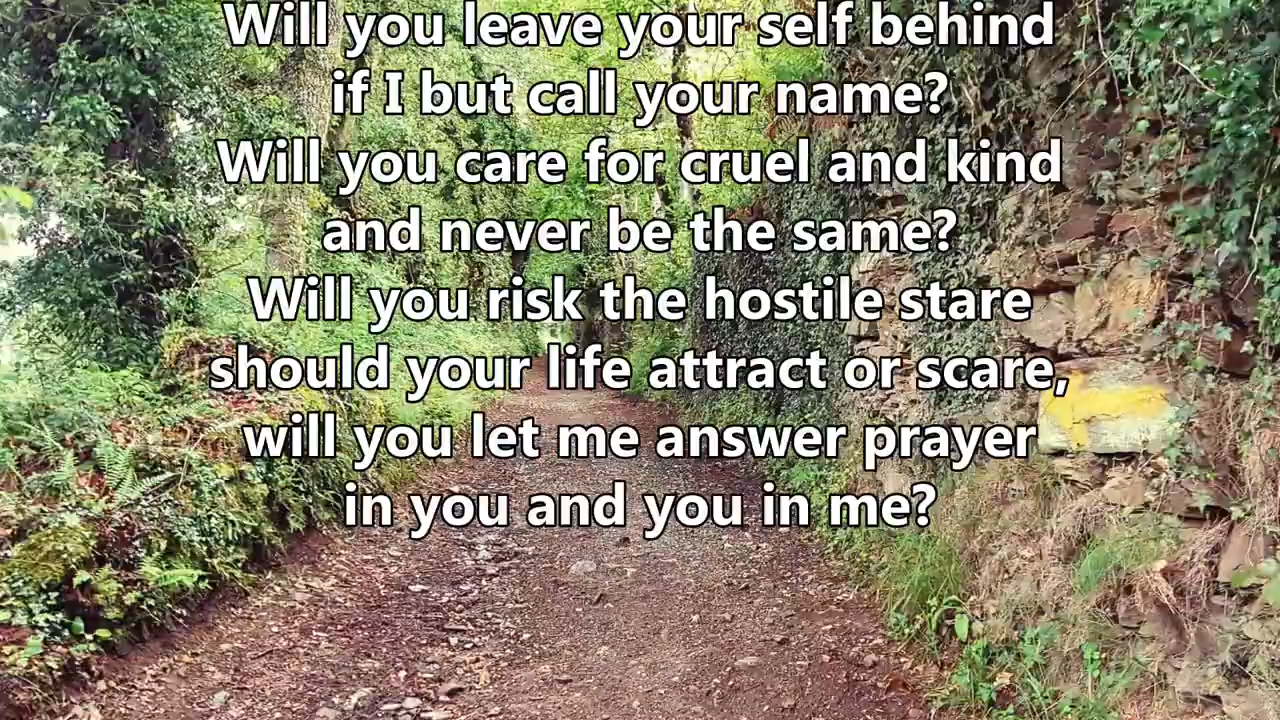 Will you leave your self behind
if I but call your name?
Will you care for cruel and kind
and never be the same?
Will you risk the hostile stare
should your life attract or scare,
will you let me answer prayer
in you and you in me?